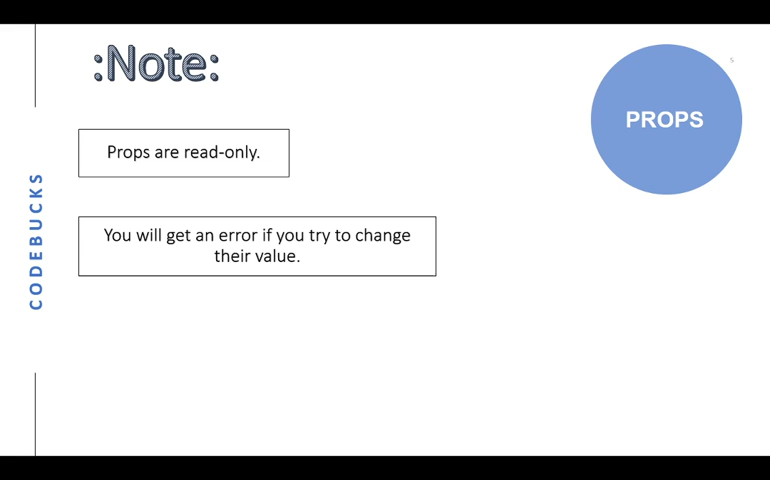 :Note:
5
PROPS
Props are read-only.
You will get an error if you try to change
their value.
CODEBUCKS